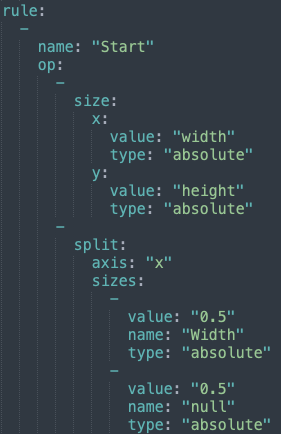 rule:
-
name: "Start"
op:
-
size:
x:
value: "width"
type: "absolute"
y:
value: "height"
type: "absolute"
-
split:
axis: "x"
sizes:
-
value: "0.5"
name: "Width"
type: "absolute"
-
value: "0.5"
name: "null"
type: "absolute"